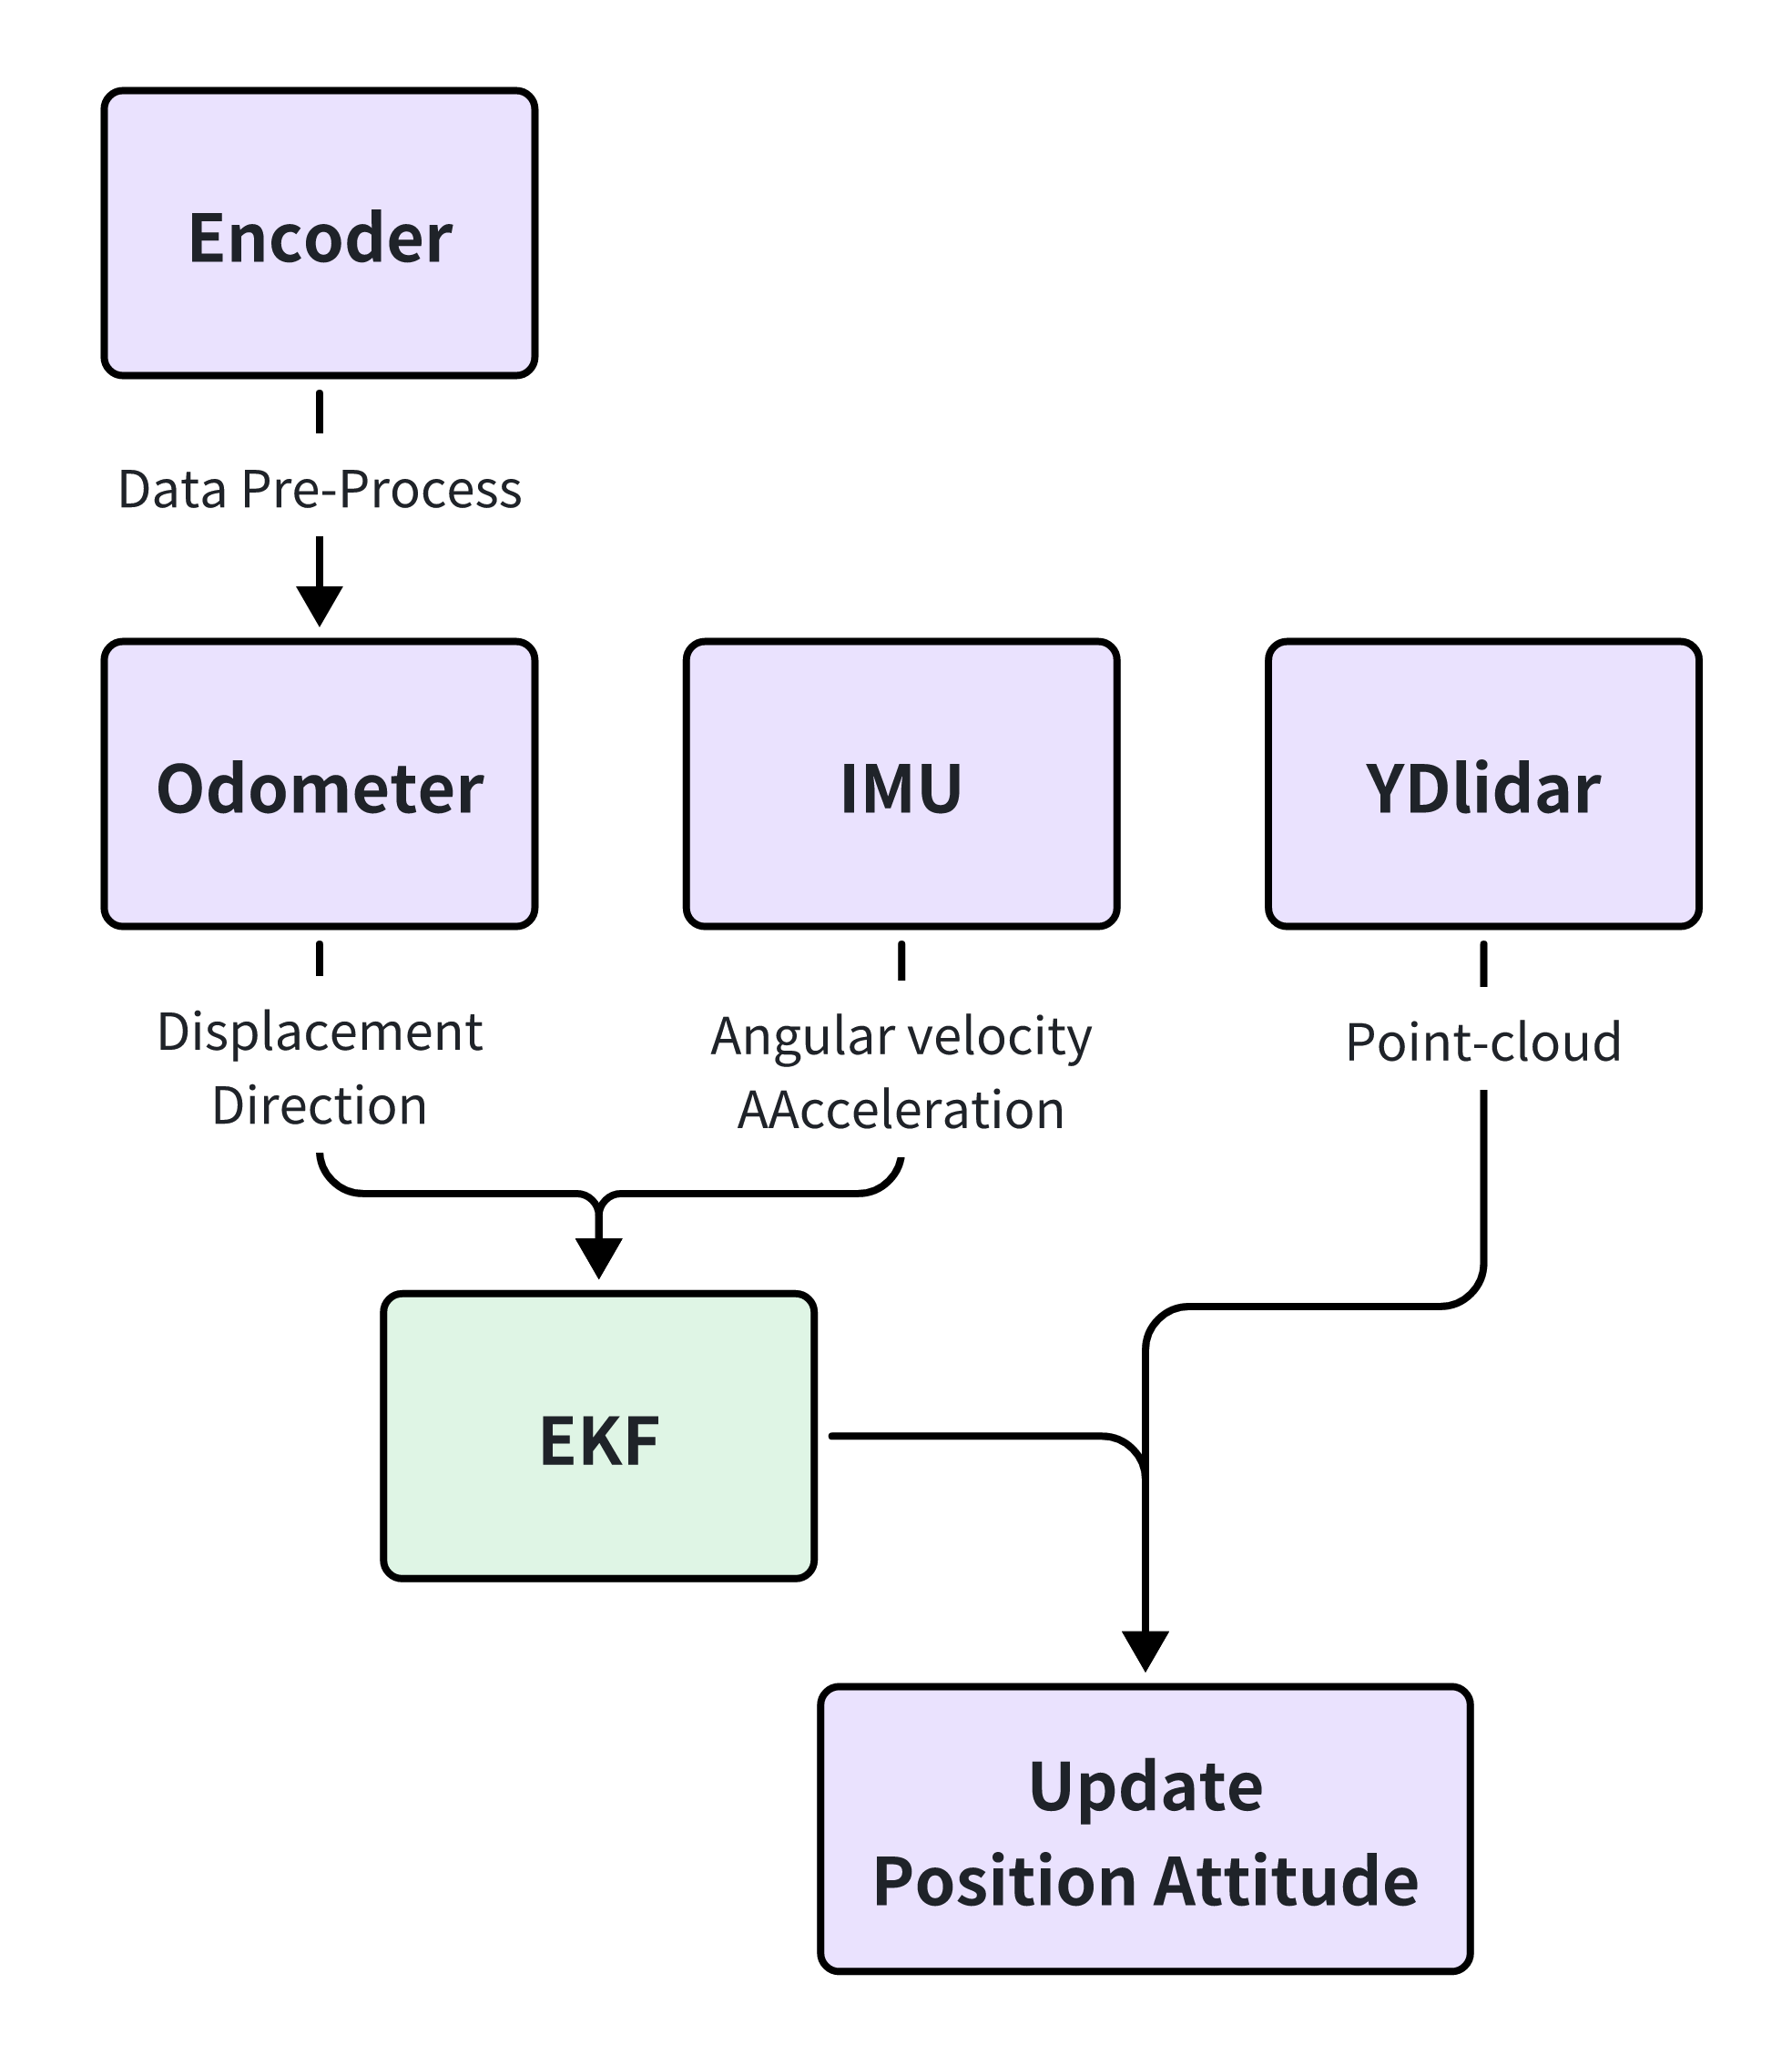 Encoder
Data Pre-Process
Odometer
IMU
YDlidar
Displacement
Direction
Angular velocity
AAcceleration
Point-cloud
EKF
Update
Position Attitude